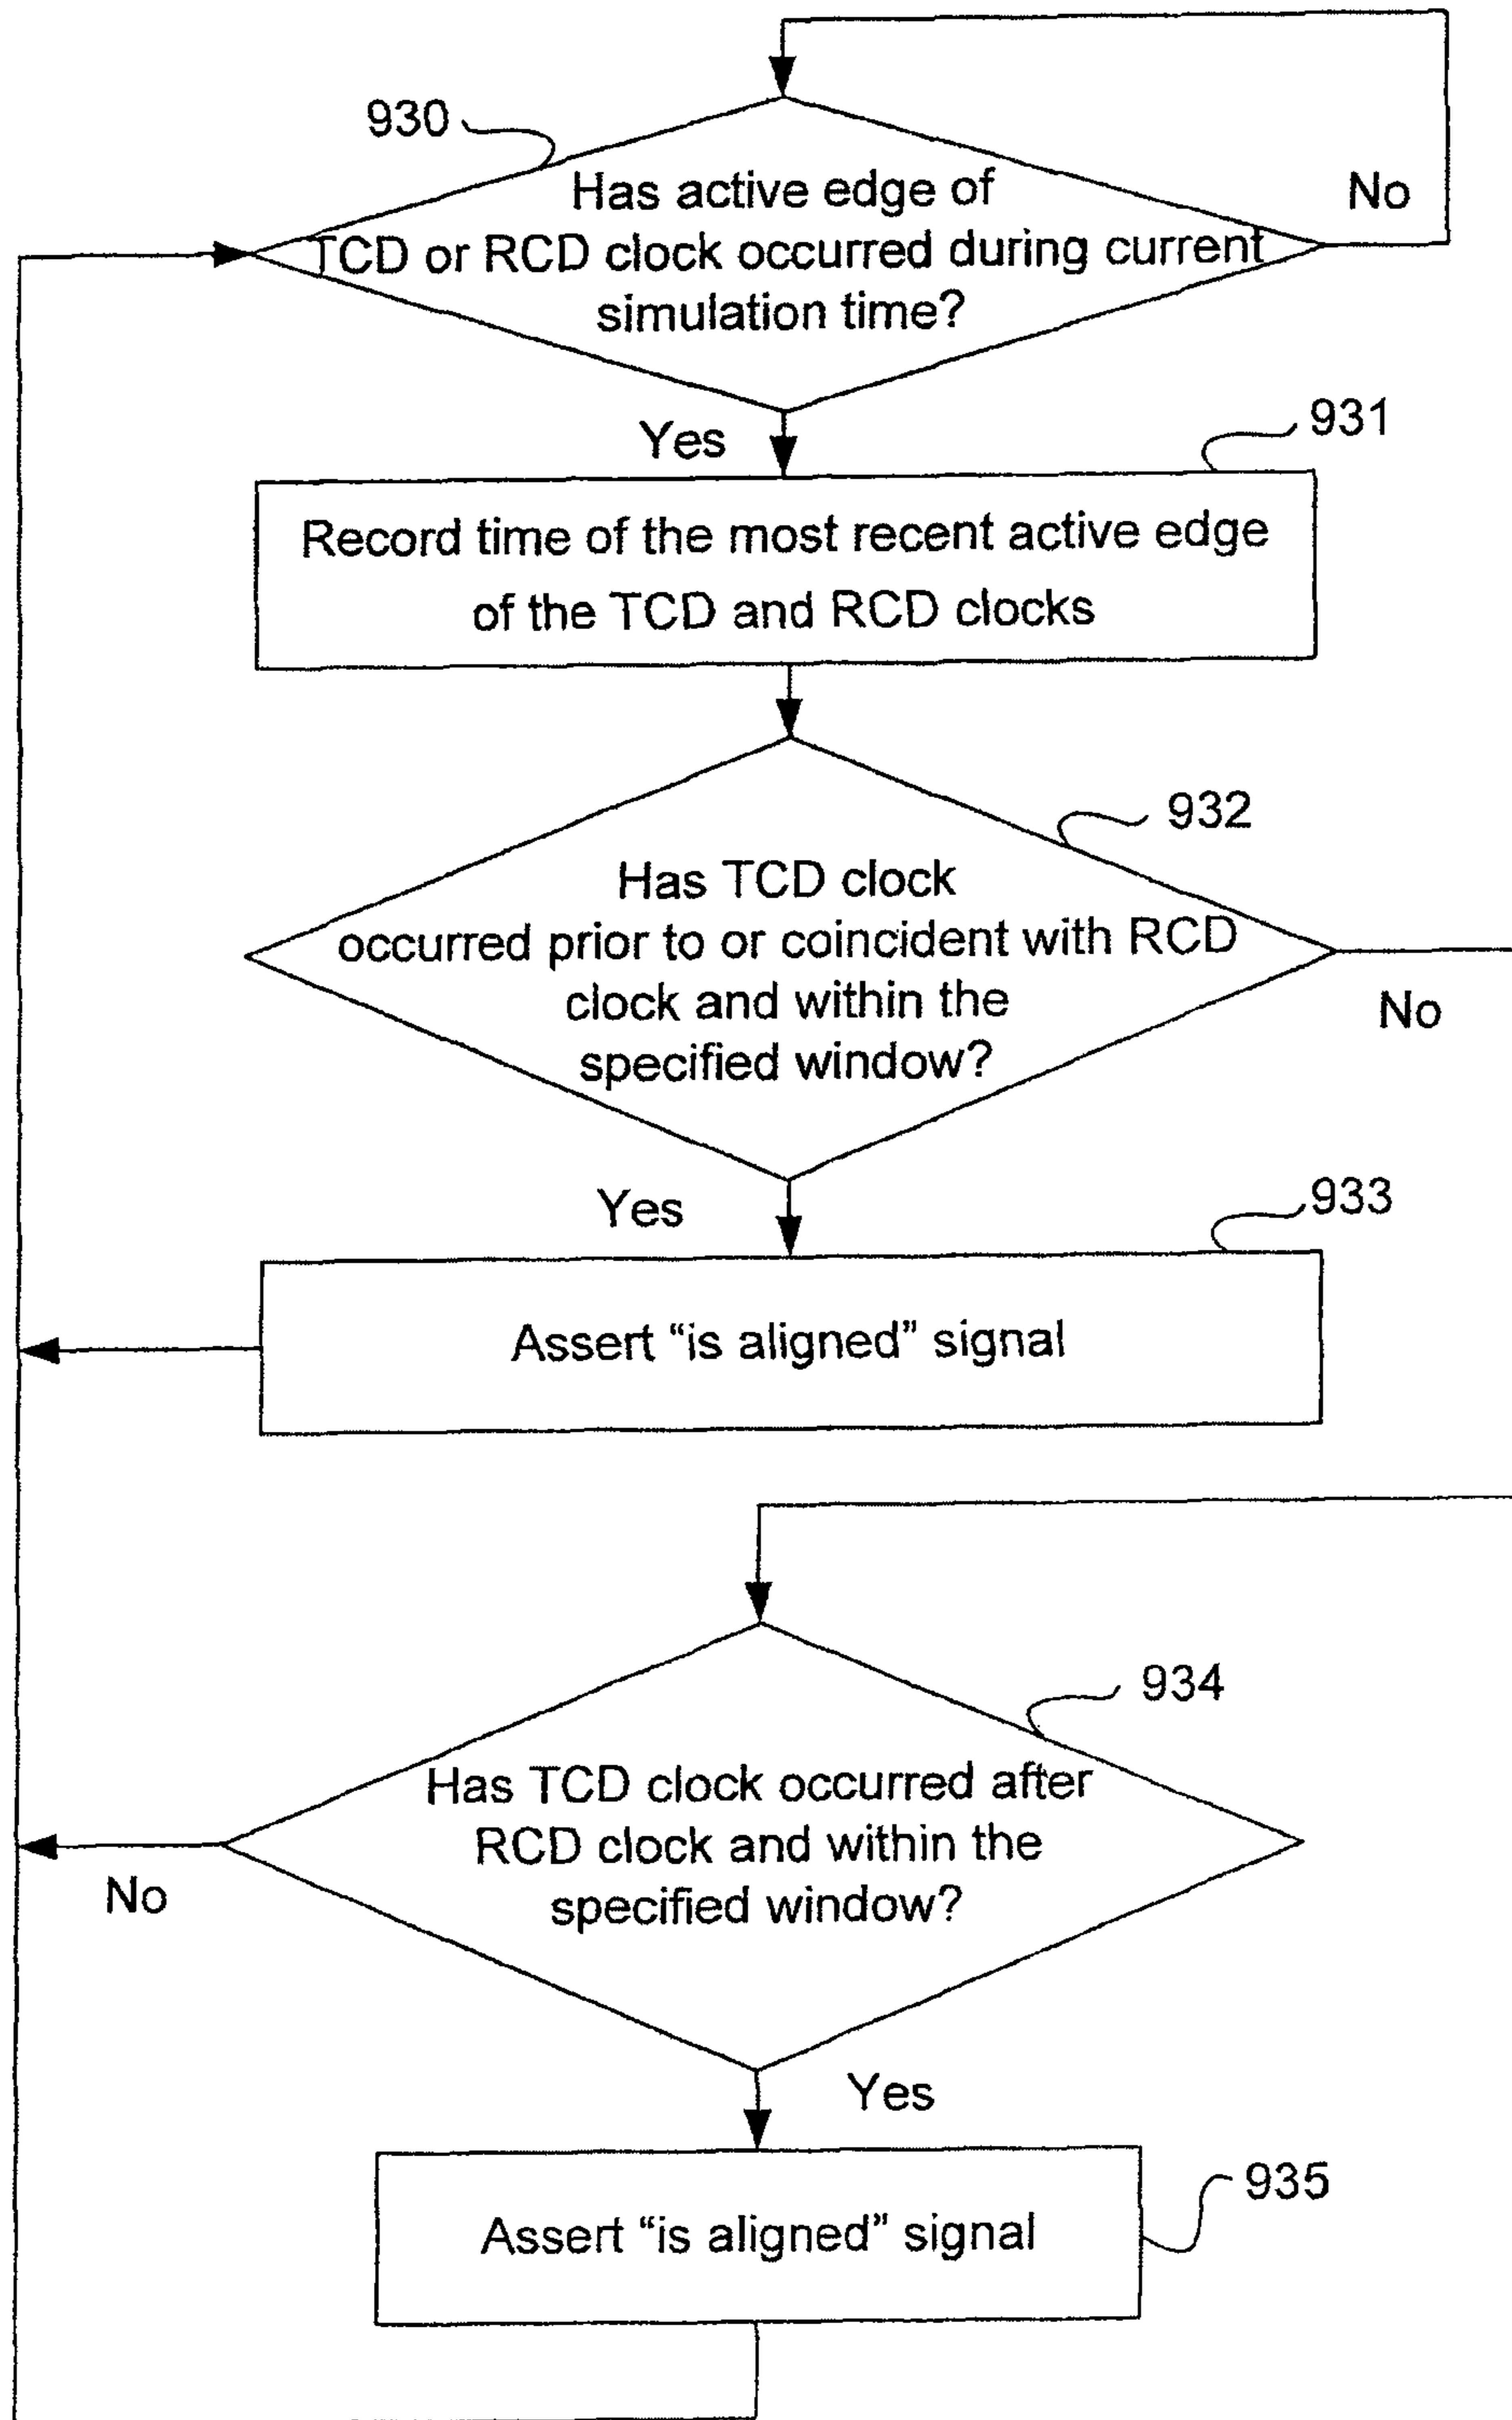 930
Has active edge of
TCD or RCD clock occurred during current
simulation time?
No
Yes
931
Record time of the most recent active edge
of the TCD and RCD clocks
932
Has TCD clock
occurred prior to or coincident with RCD
clock and within the
specified window?
No
Yes
933
Assert “is aligned” signal
934
Has TCD clock occurred after
RCD clock and within the
specified window?
No
Yes
935
Assert “is aligned” signal